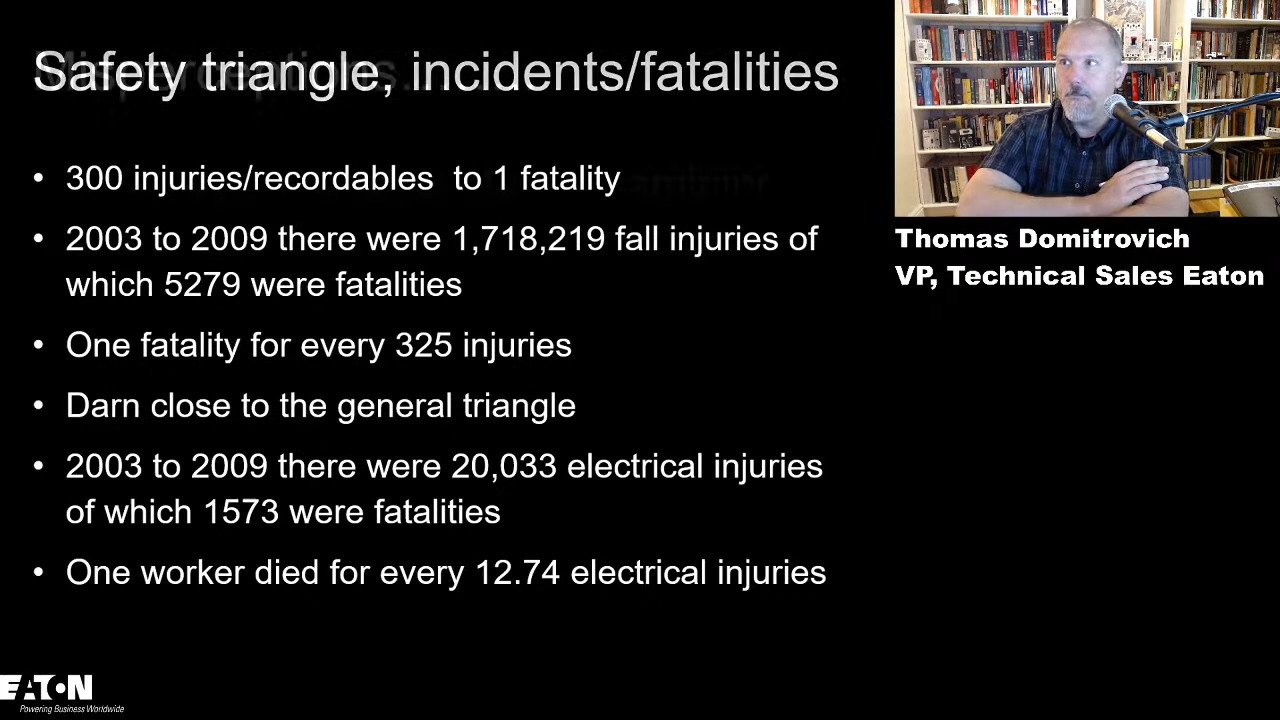 Safety triangle, incidents/fatalities
• 300 injuries/recordables to 1 fatality
• 2003 to 2009 there were 1,718,219 fall injuries of
which 5279 were fatalities
• One fatality for every 325 injuries
• Darn close to the general triangle
• 2003 to 2009 there were 20,033 electrical injuries
of which 1573 were fatalities
• One worker died for every 12.74 electrical injuries
Thomas Domitrovich
VP, Technical Sales Eaton
EATON
Powering Business Worldwide